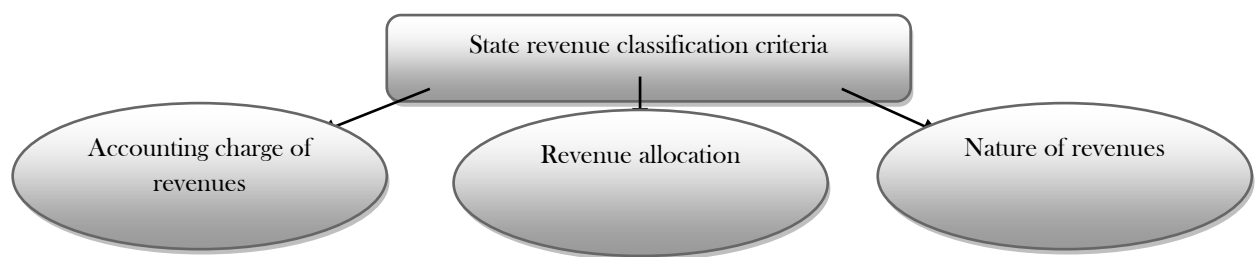 State revenue classification criteria
Accounting charge of
revenues
Revenue allocation
Nature of revenues